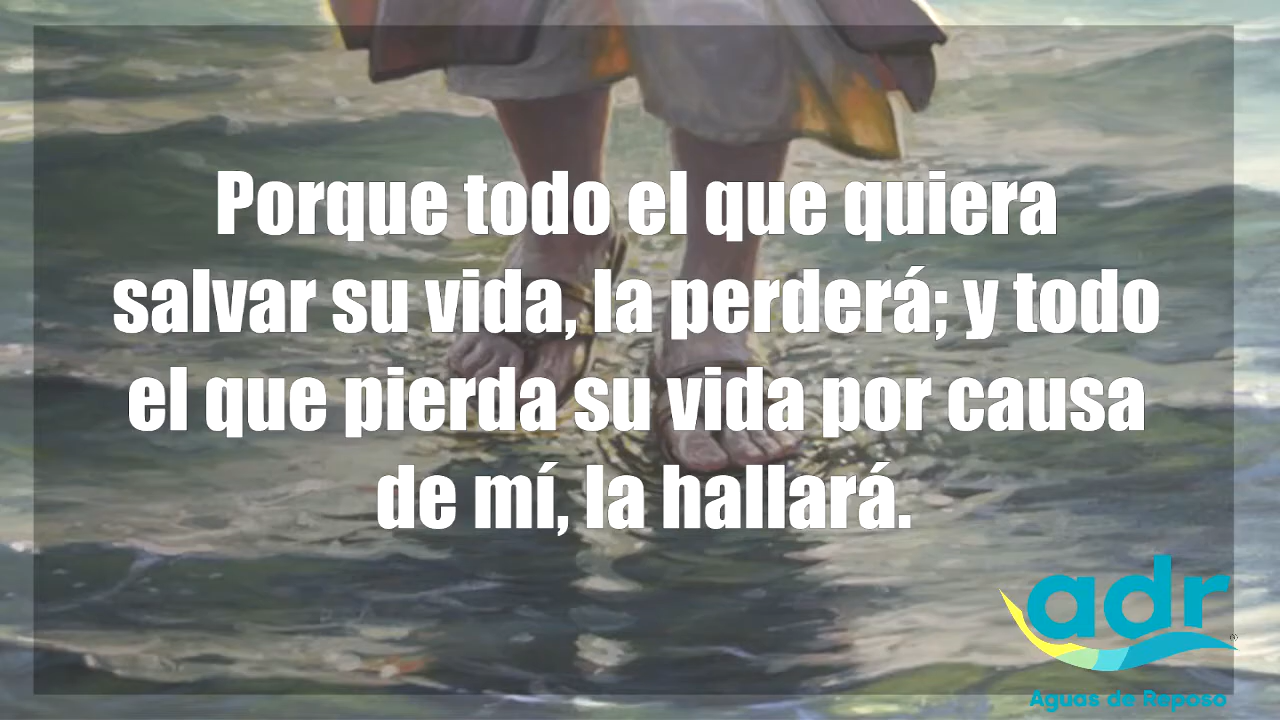 Porque todo el que quiera
salvar su vida, la perderá; y todo
el que pierda su vida por causa
de mí, la hallará.
adr
®
Aguas de Reposo